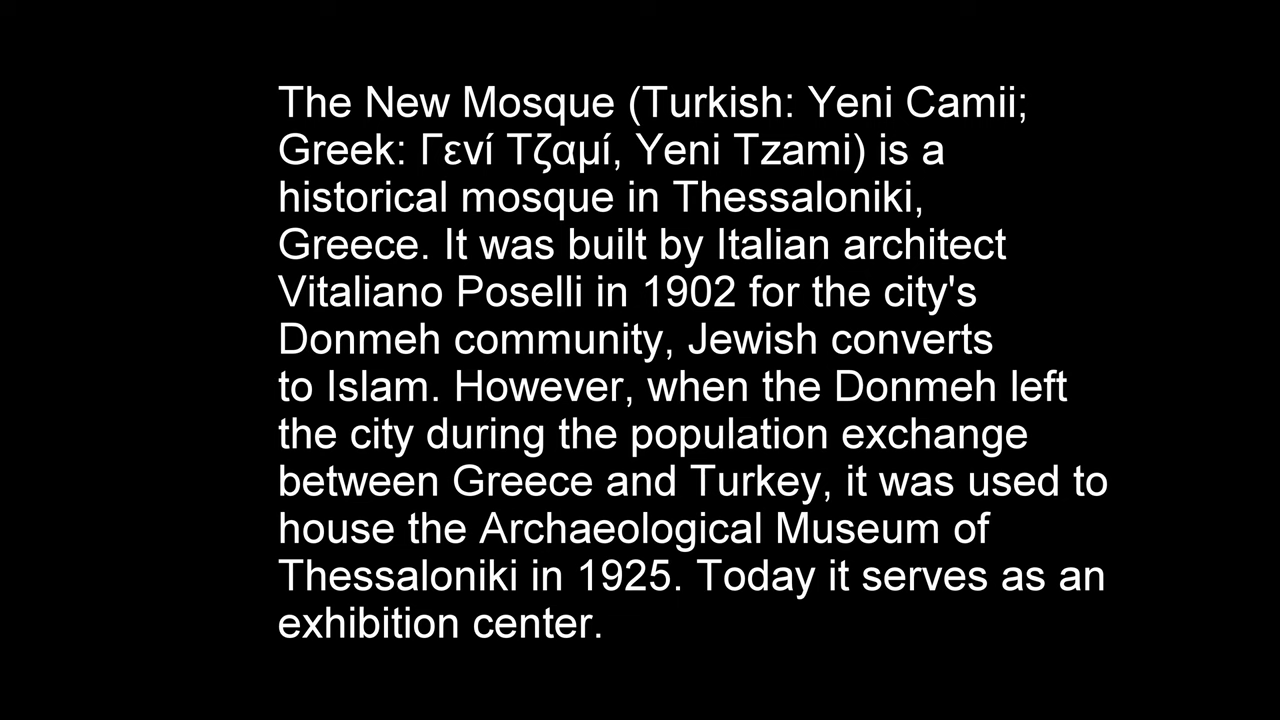 The New Mosque (Turkish: Yeni Camii;
Greek: Γενί Τζαμί, Yeni Tzami) is a
historical mosque in Thessaloniki,
Greece. It was built by Italian architect
Vitaliano Poselli in 1902 for the city's
Donmeh community, Jewish converts
to Islam. However, when the Donmeh left
the city during the population exchange
between Greece and Turkey, it was used to
house the Archaeological Museum of
Thessaloniki in 1925. Today it serves as an
exhibition center.